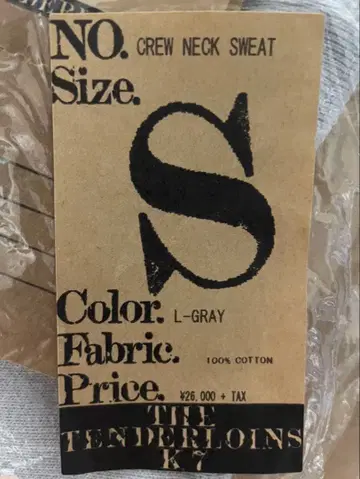 NO. CREW NECK SWEAT
Size.
S
Color. L-GRAY
Fabric. 100% COTTON
Price. ¥26,000 + TAX
THE
TENDERLOINS
K7